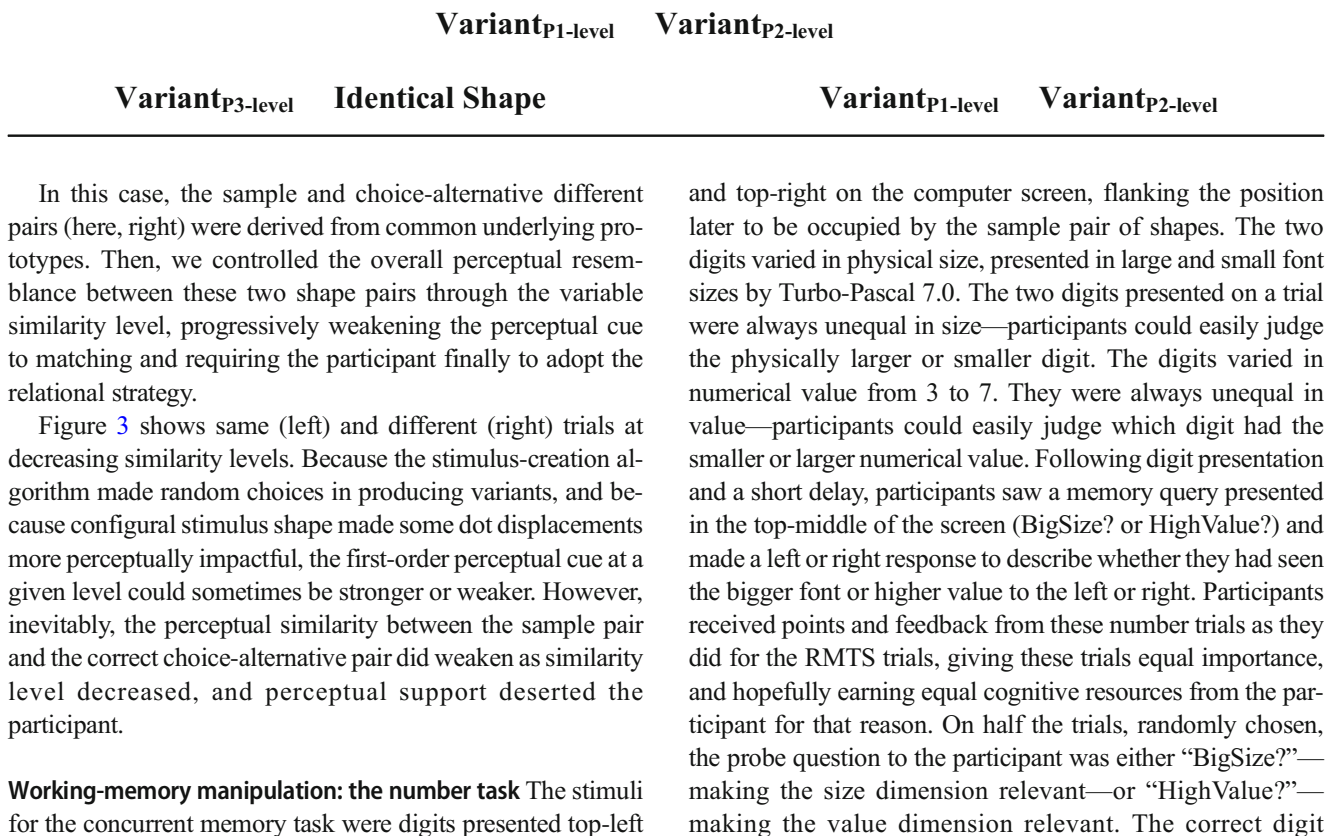 Variant P1-level Variant P2-level
Variant P3-level Identical Shape Variant P1-level Variant P2-level
In this case, the sample and choice-alternative different
pairs (here, right) were derived from common underlying pro-
totypes. Then, we controlled the overall perceptual resem-
blance between these two shape pairs through the variable
similarity level, progressively weakening the perceptual cue
to matching and requiring the participant finally to adopt the
relational strategy.
Figure 3 shows same (left) and different (right) trials at
decreasing similarity levels. Because the stimulus-creation al-
gorithm made random choices in producing variants, and be-
cause configural stimulus shape made some dot displacements
more perceptually impactful, the first-order perceptual cue at a
given level could sometimes be stronger or weaker. However,
inevitably, the perceptual similarity between the sample pair
and the correct choice-alternative pair did weaken as similarity
level decreased, and perceptual support deserted the
participant.
Working-memory manipulation: the number task The stimuli
for the concurrent memory task were digits presented top-left
and top-right on the computer screen, flanking the position
later to be occupied by the sample pair of shapes. The two
digits varied in physical size, presented in large and small font
sizes by Turbo-Pascal 7.0. The two digits presented on a trial
were always unequal in size—participants could easily judge
the physically larger or smaller digit. The digits varied in
numerical value from 3 to 7. They were always unequal in
value—participants could easily judge which digit had the
smaller or larger numerical value. Following digit presentation
and a short delay, participants saw a memory query presented
in the top-middle of the screen (BigSize? or HighValue?) and
made a left or right response to describe whether they had seen
the bigger font or higher value to the left or right. Participants
received points and feedback from these number trials as they
did for the RMTS trials, giving these trials equal importance,
and hopefully earning equal cognitive resources from the par-
ticipant for that reason. On half the trials, randomly chosen,
the probe question to the participant was either “BigSize?”—
making the size dimension relevant—or “HighValue?”—
making the value dimension relevant. The correct digit